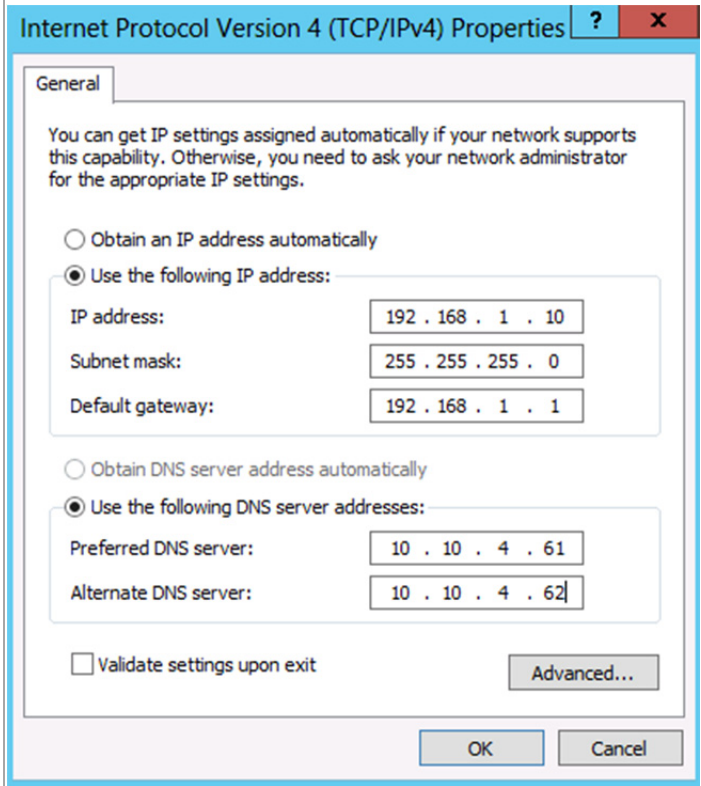 Internet Protocol Version 4 (TCP/IPv4) Properties ? x
General
You can get IP settings assigned automatically if your network supports
this capability. Otherwise, you need to ask your network administrator
for the appropriate IP settings.
Obtain an IP address automatically
Use the following IP address:
IP address: 192 . 168 . 1 . 10
Subnet mask: 255 . 255 . 255 . 0
Default gateway: 192 . 168 . 1 . 1
Obtain DNS server address automatically
Use the following DNS server addresses:
Preferred DNS server: 10 . 10 . 4 . 61
Alternate DNS server: 10 . 10 . 4 . 62
Validate settings upon exit
Advanced...
OK Cancel